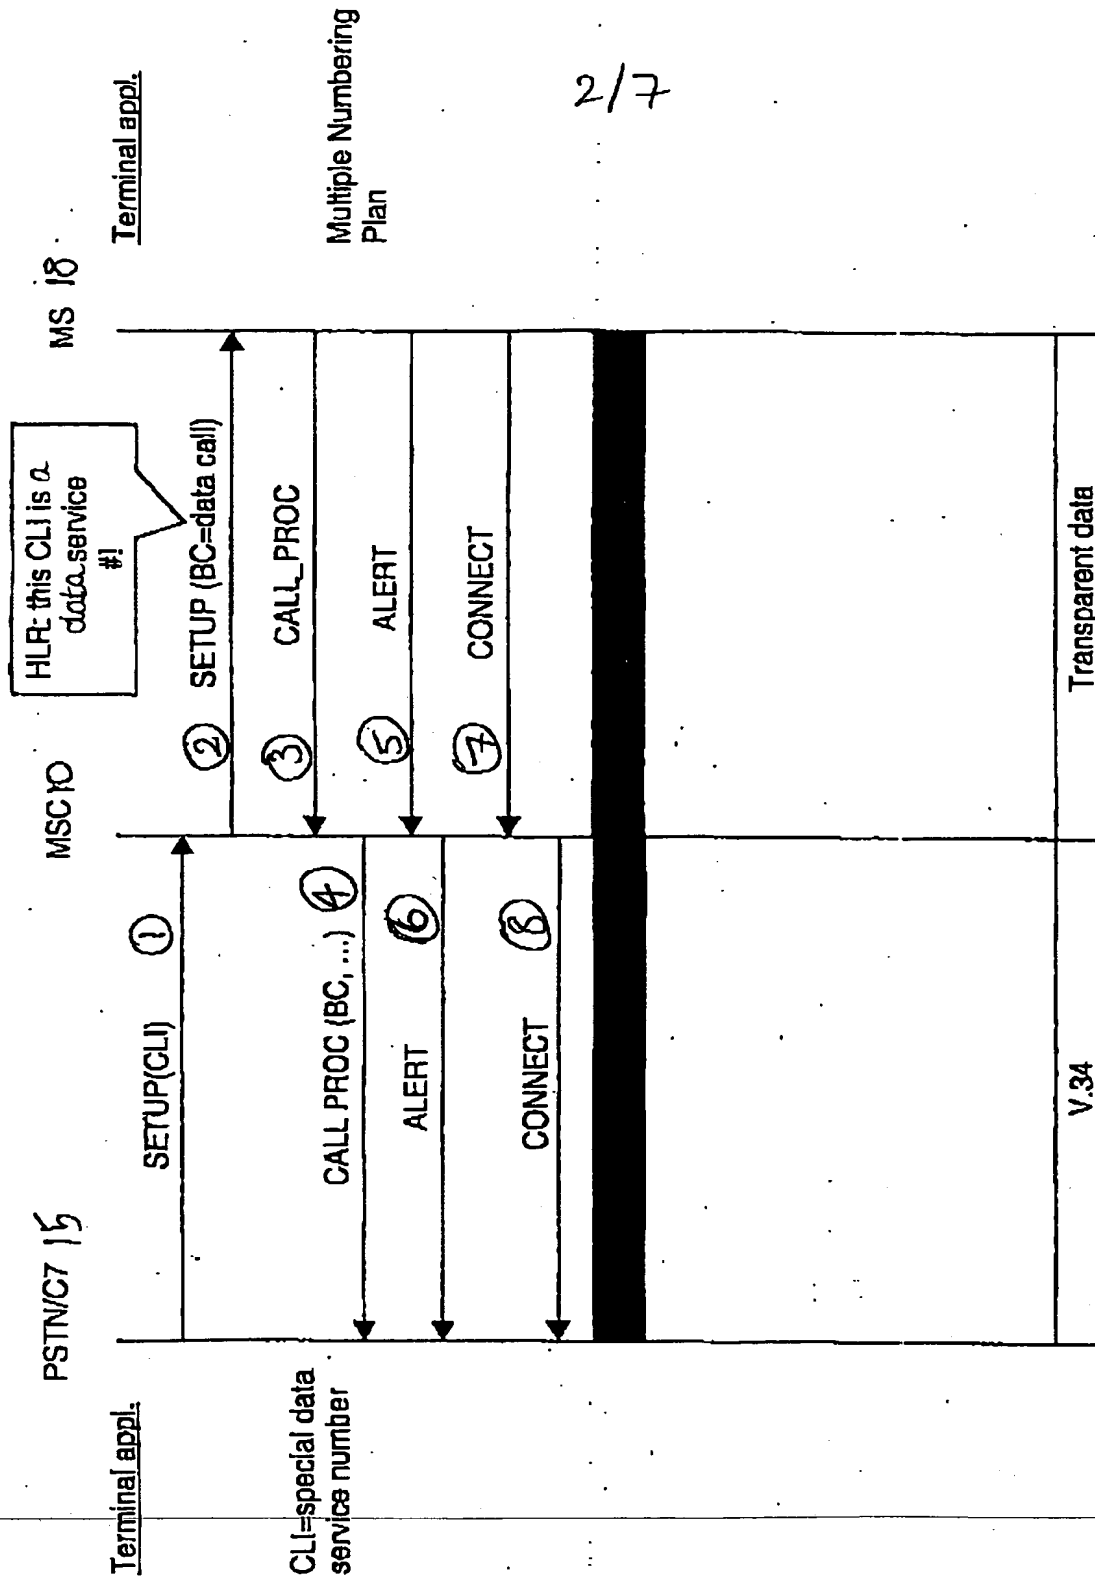 2/7
PSTN/C7 15
MSC 10
MS 18
HLR: this CLI is a
data service
#!
Terminal appl.
Terminal appl.
SETUP(CLI) 1
2 SETUP (BC=data call)
CLI=special data
service number
Multiple Numbering
Plan
3 CALL_PROC
CALL PROC (BC, ...) 4
5 ALERT
ALERT 6
7 CONNECT
CONNECT 8
V.34
Transparent data